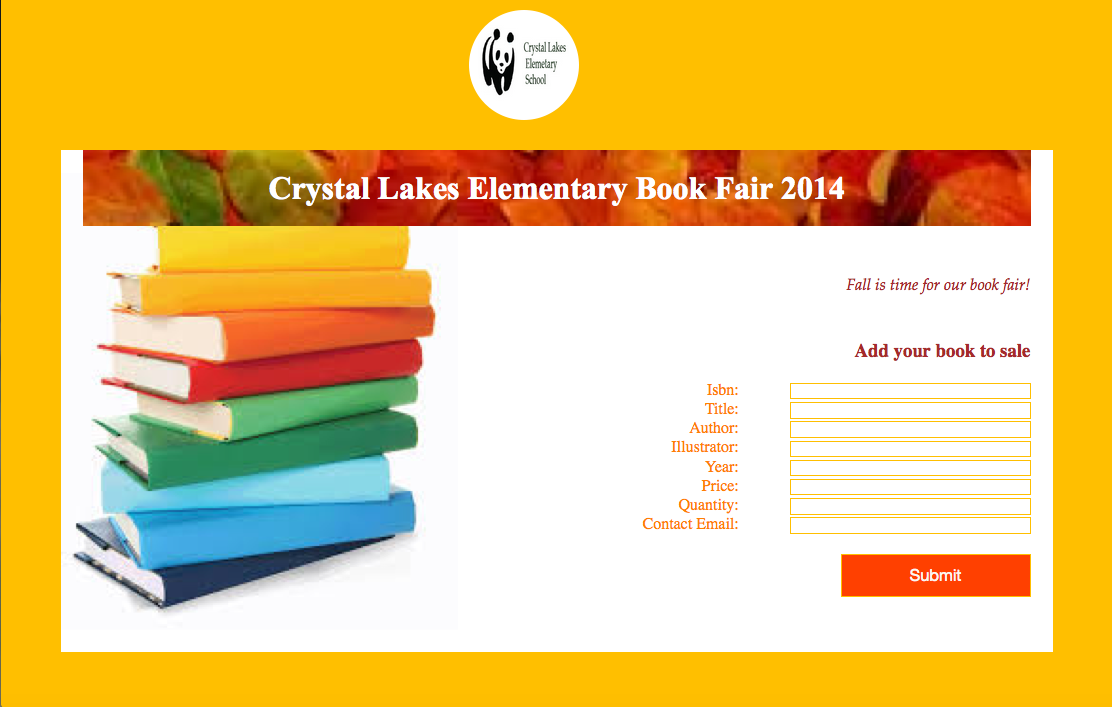 Crystal Lakes
Elemetary
School
Crystal Lakes Elementary Book Fair 2014
Fall is time for our book fair!
Add your book to sale
Isbn:
Title:
Author:
Illustrator:
Year:
Price:
Quantity:
Contact Email:
Submit